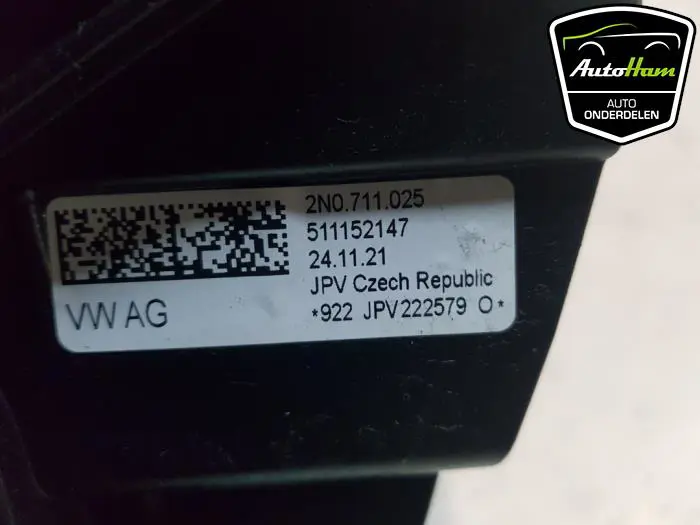 AutoHam
AUTO
ONDERDELEN
2N0.711.025
511152147
24.11.21
JPV Czech Republic
*922 JPV222579 O*
VW AG